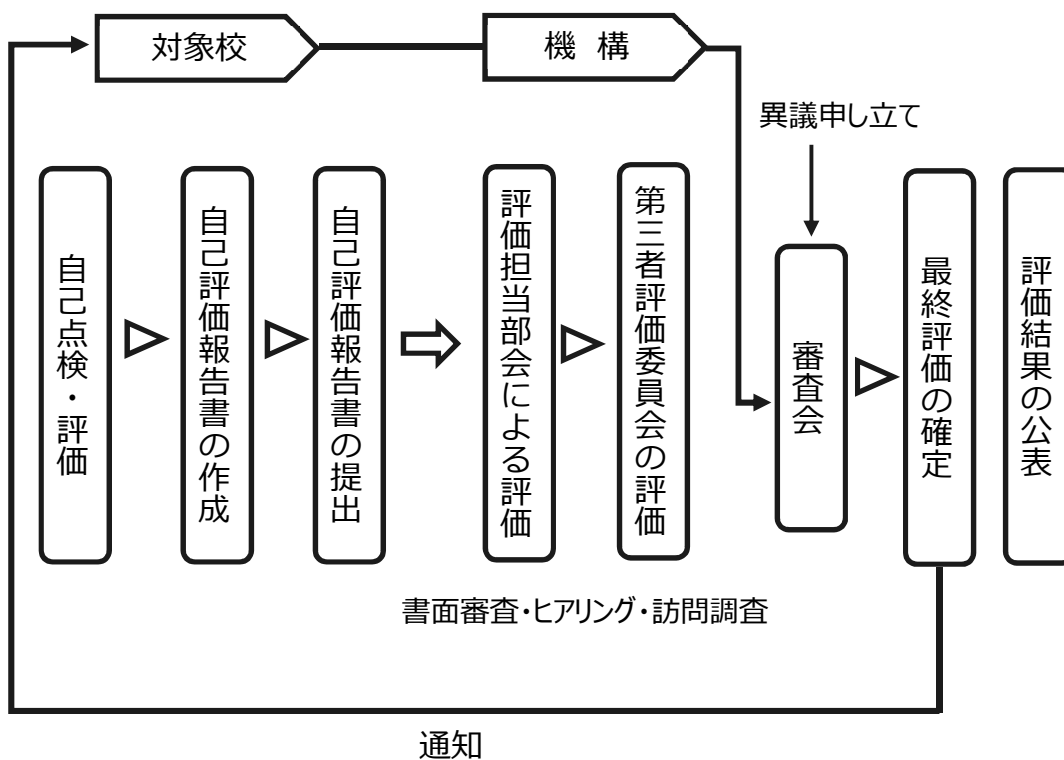 対象校
機 構
異議申し立て
自己点検・評価
自己評価報告書の作成
自己評価報告書の提出
評価担当部会による評価
第三者評価委員会の評価
審査会
最終評価の確定
評価結果の公表
書面審査・ヒアリング・訪問調査
通知